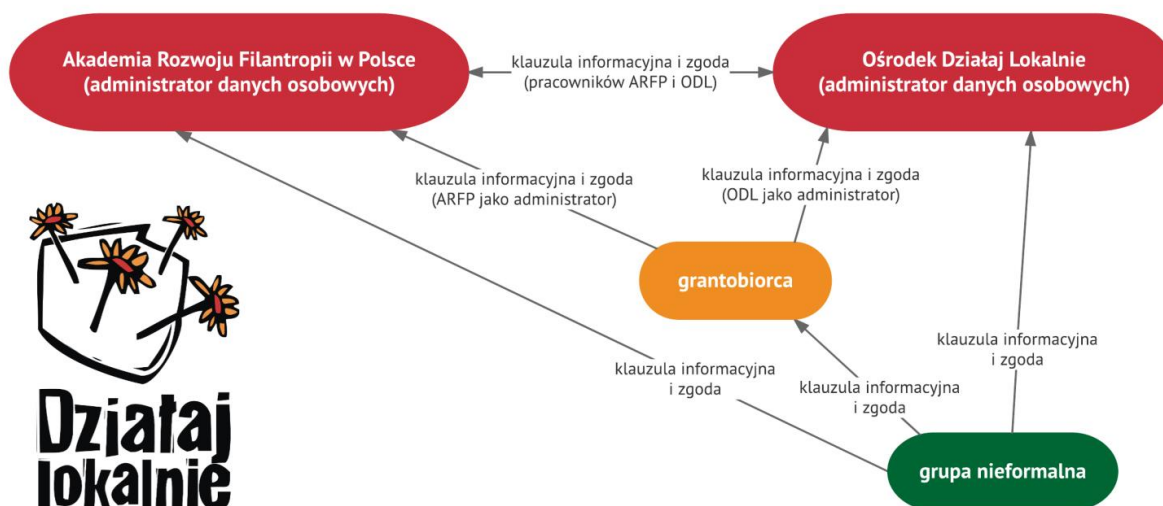 Akademia Rozwoju Filantropii w Polsce
(administrator danych osobowych)
klauzula informacyjna i zgoda
(pracowników ARFP i ODL)
Ośrodek Działaj Lokalnie
(administrator danych osobowych)
klauzula informacyjna i zgoda
(ARFP jako administrator)
klauzula informacyjna i zgoda
(ODL jako administrator)
grantobiorca
klauzula informacyjna
i zgoda
klauzula informacyjna
i zgoda
klauzula informacyjna
i zgoda
grupa nieformalna
Działaj
lokalnie